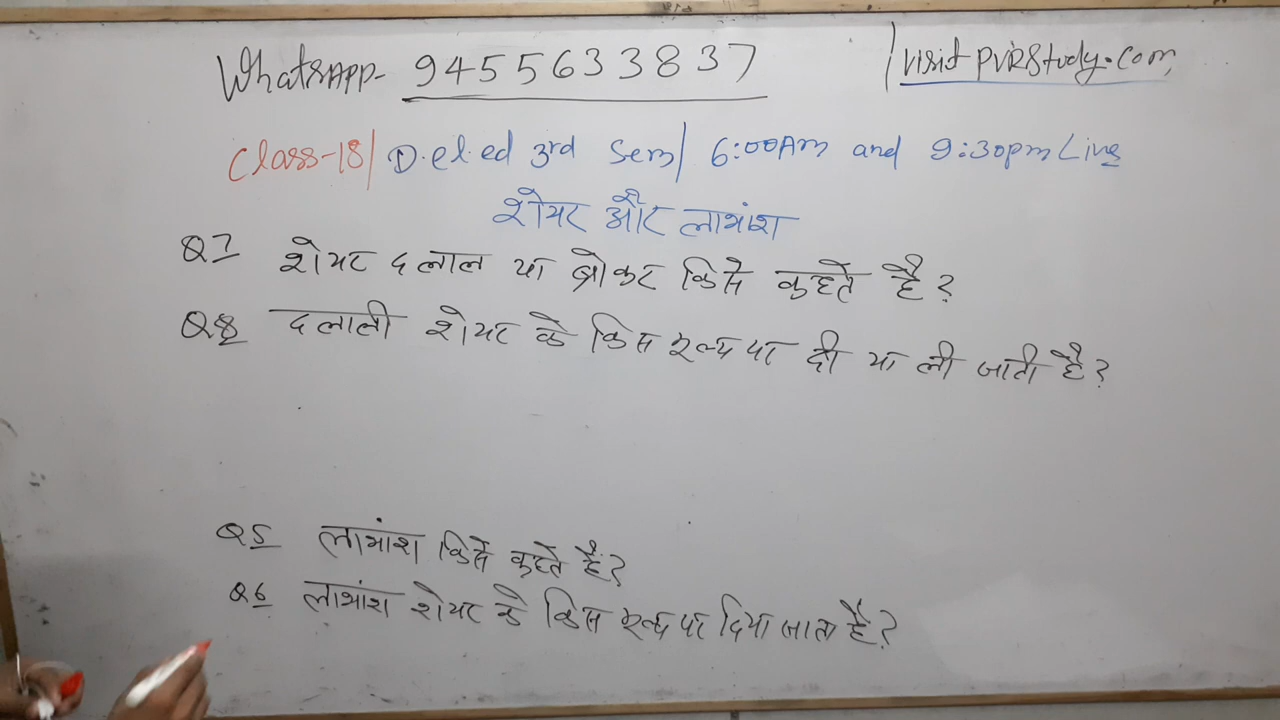 WhatsAPP- 9455633837
visit PVRStudy.Com
Class-18/ D.el.ed 3rd Sem/ 6:00Am and 9:30pm Live
शेयर और लाभांश
Q7 शेयर दलाल या ब्रोकर किसे कहते है?
Q8 दलाली शेयर के किस मूल्य पर दी या ली जाती है?
Q5 लाभांश किसे कहते हैं?
Q6 लाभांश शेयर के किस मूल्य पर दिया जाता है?